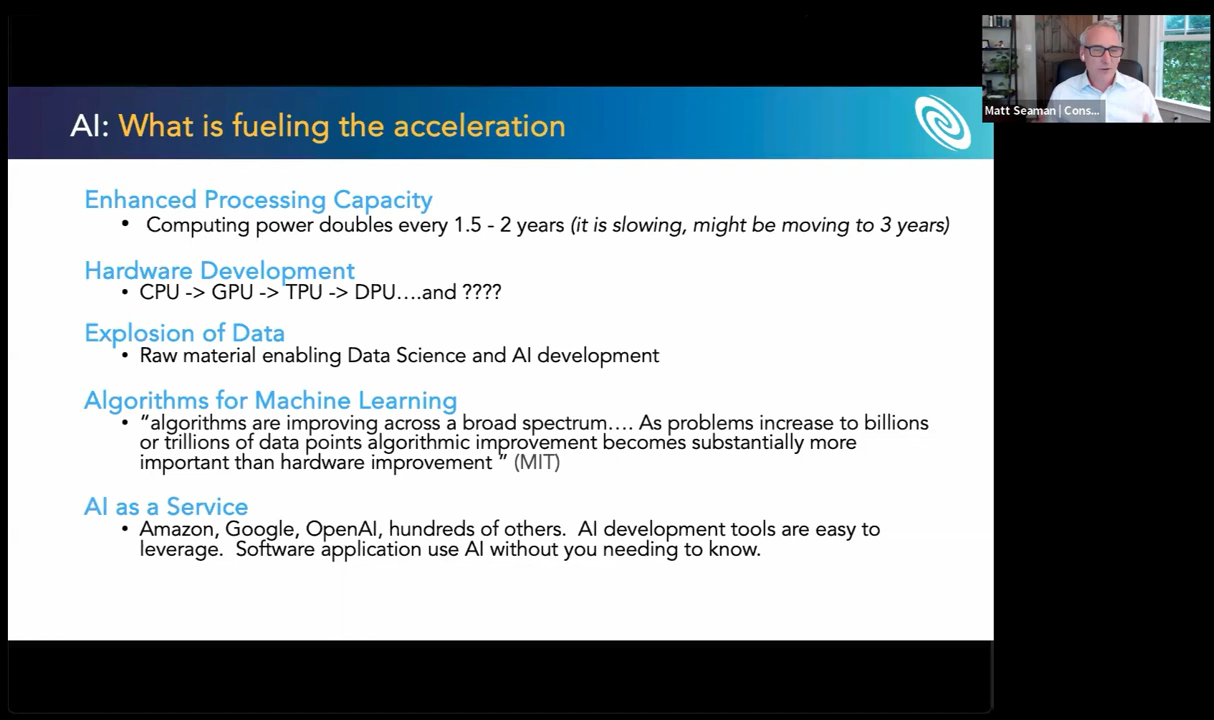 AI: What is fueling the acceleration
Matt Seaman | Cons...
Enhanced Processing Capacity
• Computing power doubles every 1.5 - 2 years (it is slowing, might be moving to 3 years)
Hardware Development
• CPU -> GPU -> TPU -> DPU....and ????
Explosion of Data
• Raw material enabling Data Science and AI development
Algorithms for Machine Learning
• “algorithms are improving across a broad spectrum…. As problems increase to billions
or trillions of data points algorithmic improvement becomes substantially more
important than hardware improvement ” (MIT)
AI as a Service
• Amazon, Google, OpenAI, hundreds of others.  AI development tools are easy to
leverage.  Software application use AI without you needing to know.